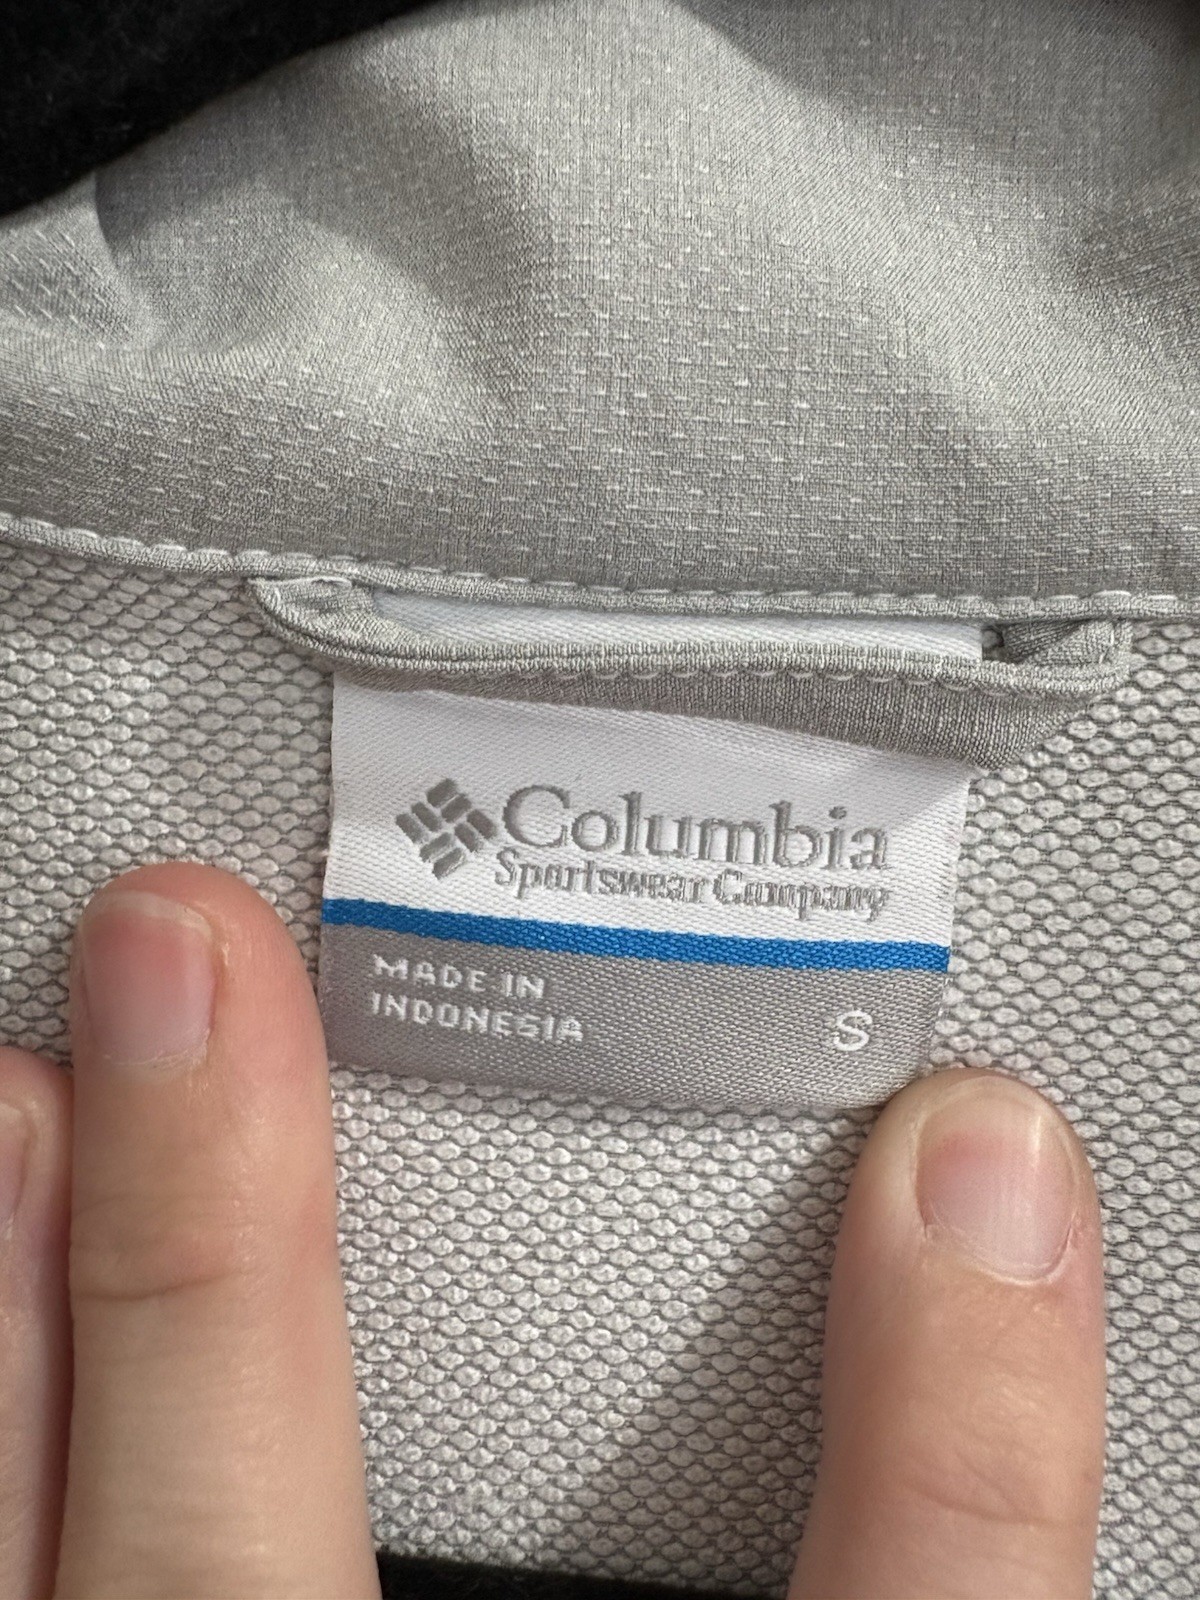 Columbia
Sportswear Company
MADE IN
INDONESIA
S